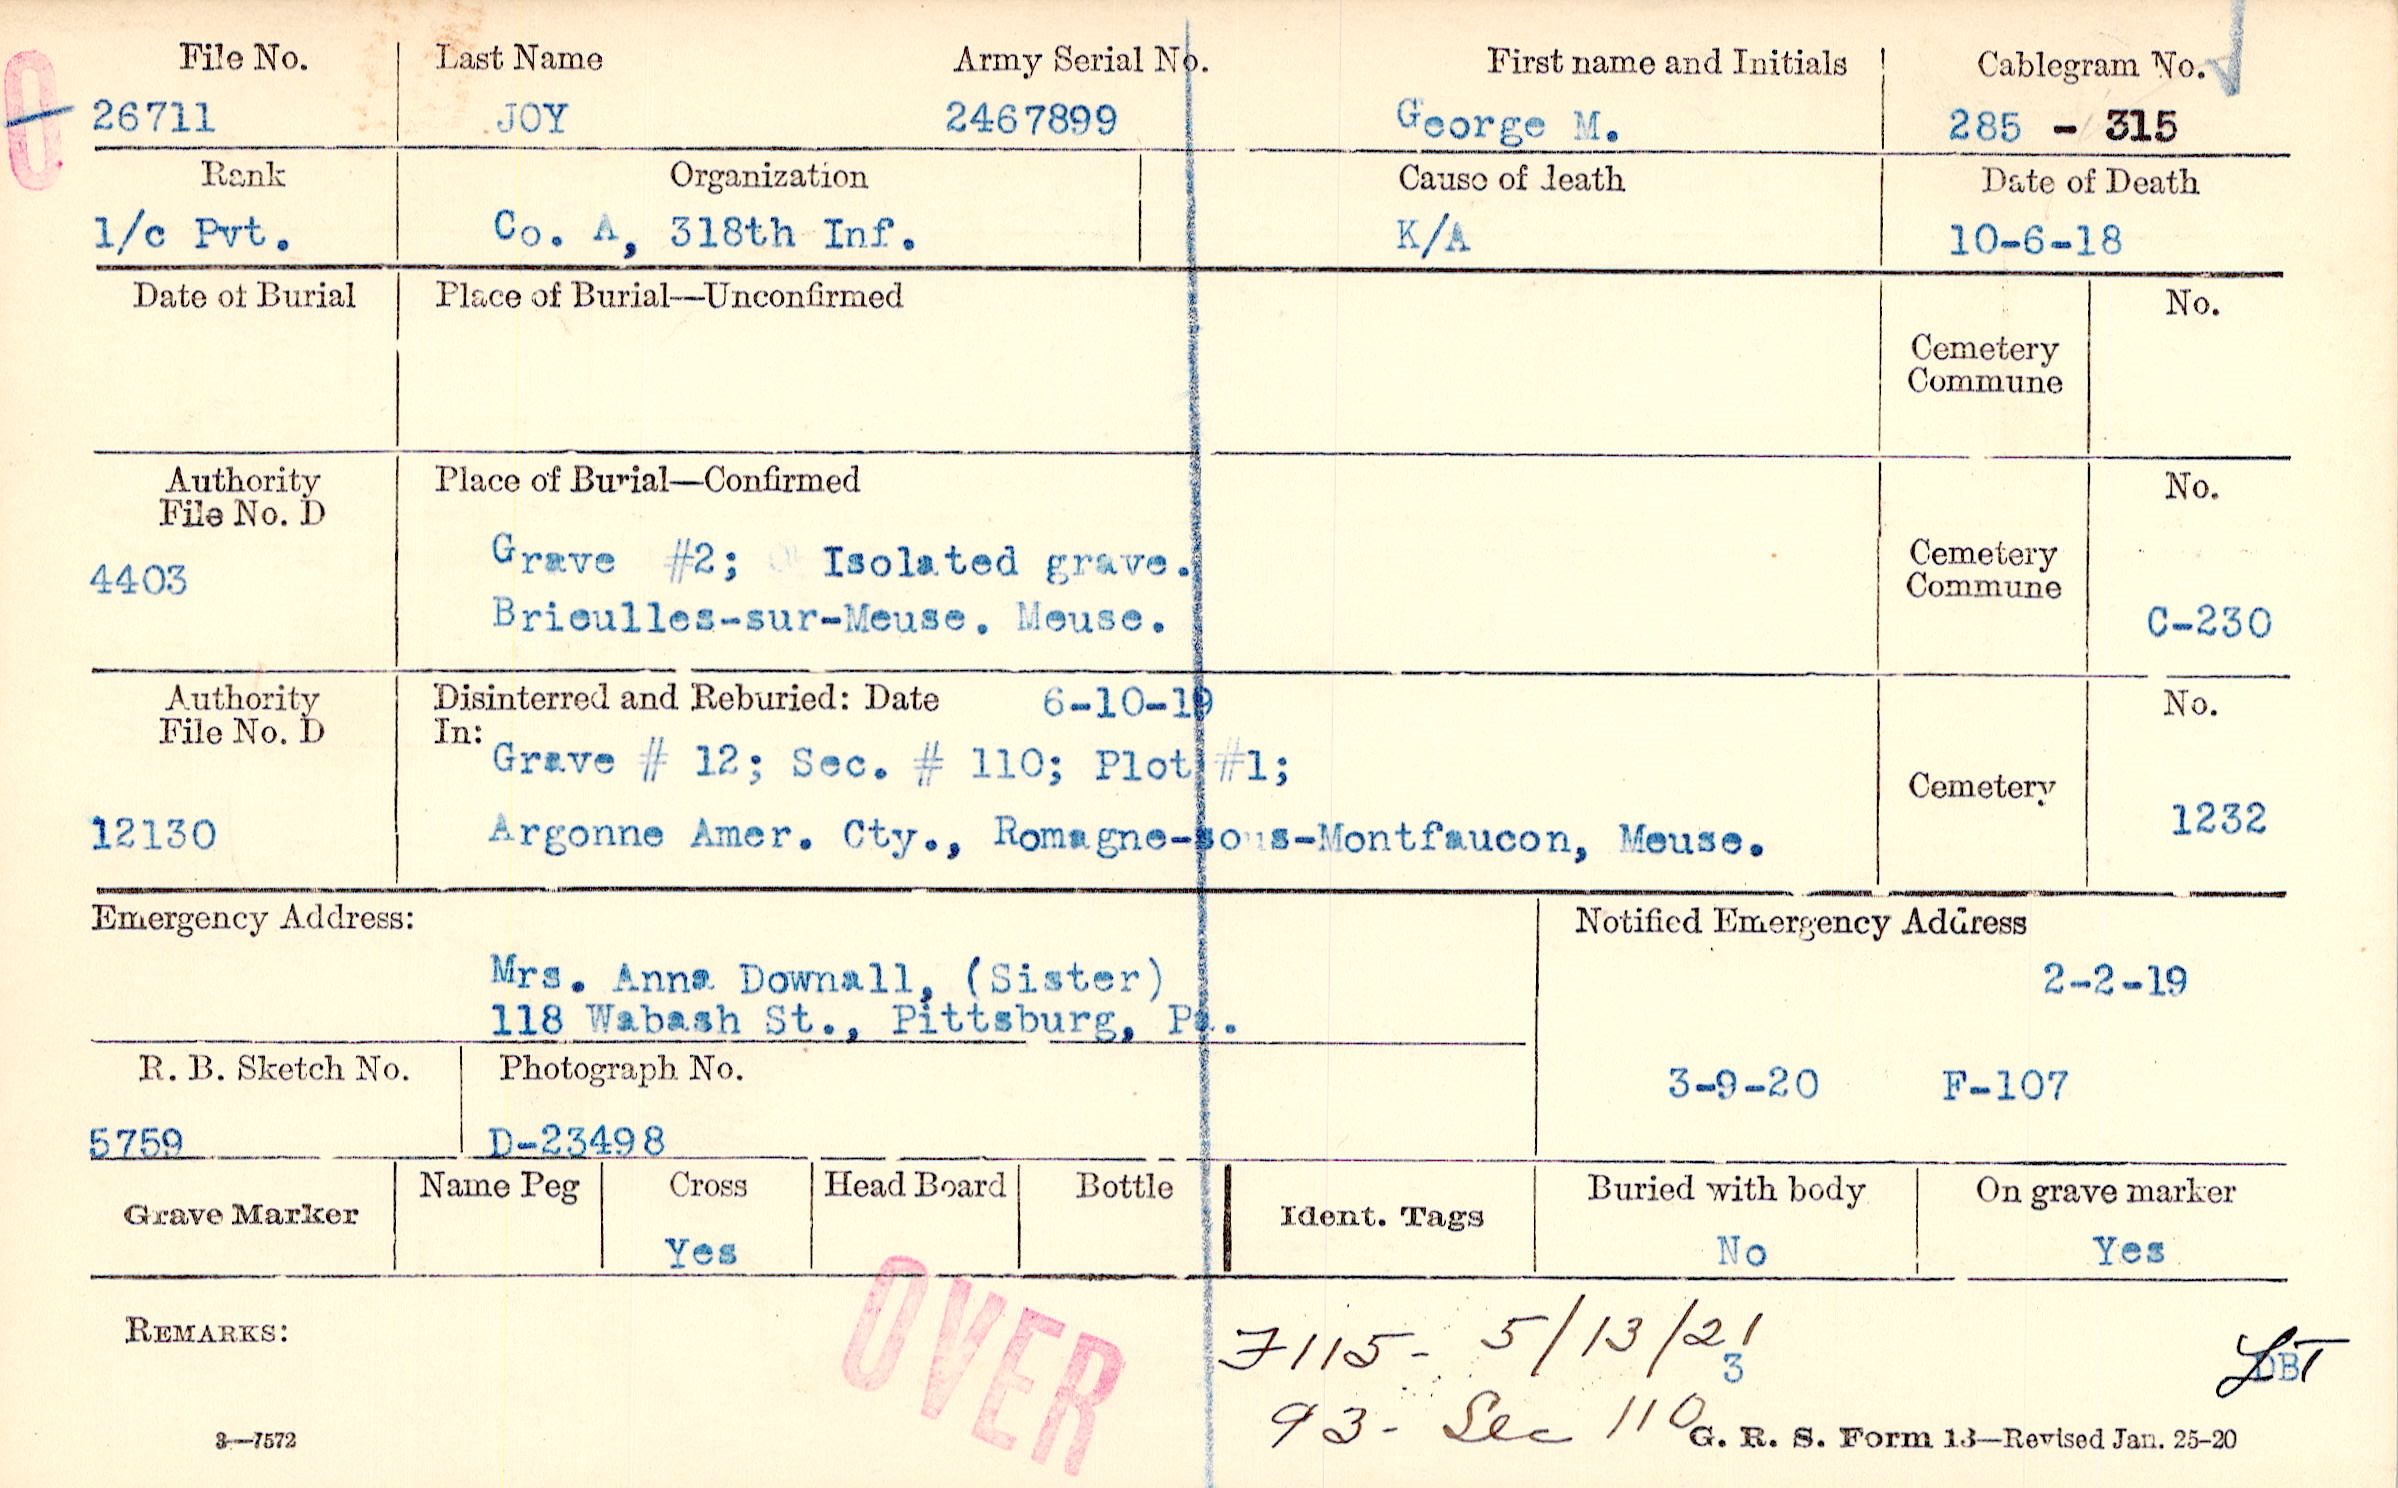 File No. Last Name Army Serial No. First name and Initials Cablegram No.
26711 JOY 2467899 George M. 285 - 315
Rank Organization Cause of death Date of Death
1/c Pvt. Co. A, 318th Inf. K/A 10-6-18
Date of Burial Place of Burial—Unconfirmed No.
Cemetery
Commune
Authority Place of Burial—Confirmed No.
File No. D
4403 Grave #2; Isolated grave. Cemetery
Commune
Brieulles-sur-Meuse. Meuse. C-230
Authority Disinterred and Reburied: Date 6-10-19 No.
File No. D In:
Grave # 12; Sec. # 110; Plot #1; Cemetery
12130 Argonne Amer. Cty., Romagne-sous-Montfaucon, Meuse. 1232
Emergency Address: Notified Emergency Address
Mrs. Anna Downall, (Sister) 2-2-19
118 Wabash St., Pittsburg, Pa.
R. B. Sketch No. Photograph No. 3-9-20 F-107
5759 D-23498
Grave Marker Name Peg Cross Head Board Bottle Ident. Tags Buried with body On grave marker
Yes No Yes
OVER
REMARKS: F115- 5/13/21
3
DB
93- Sec 110
3—7572 G. R. S. Form 13—Revised Jan. 25-20